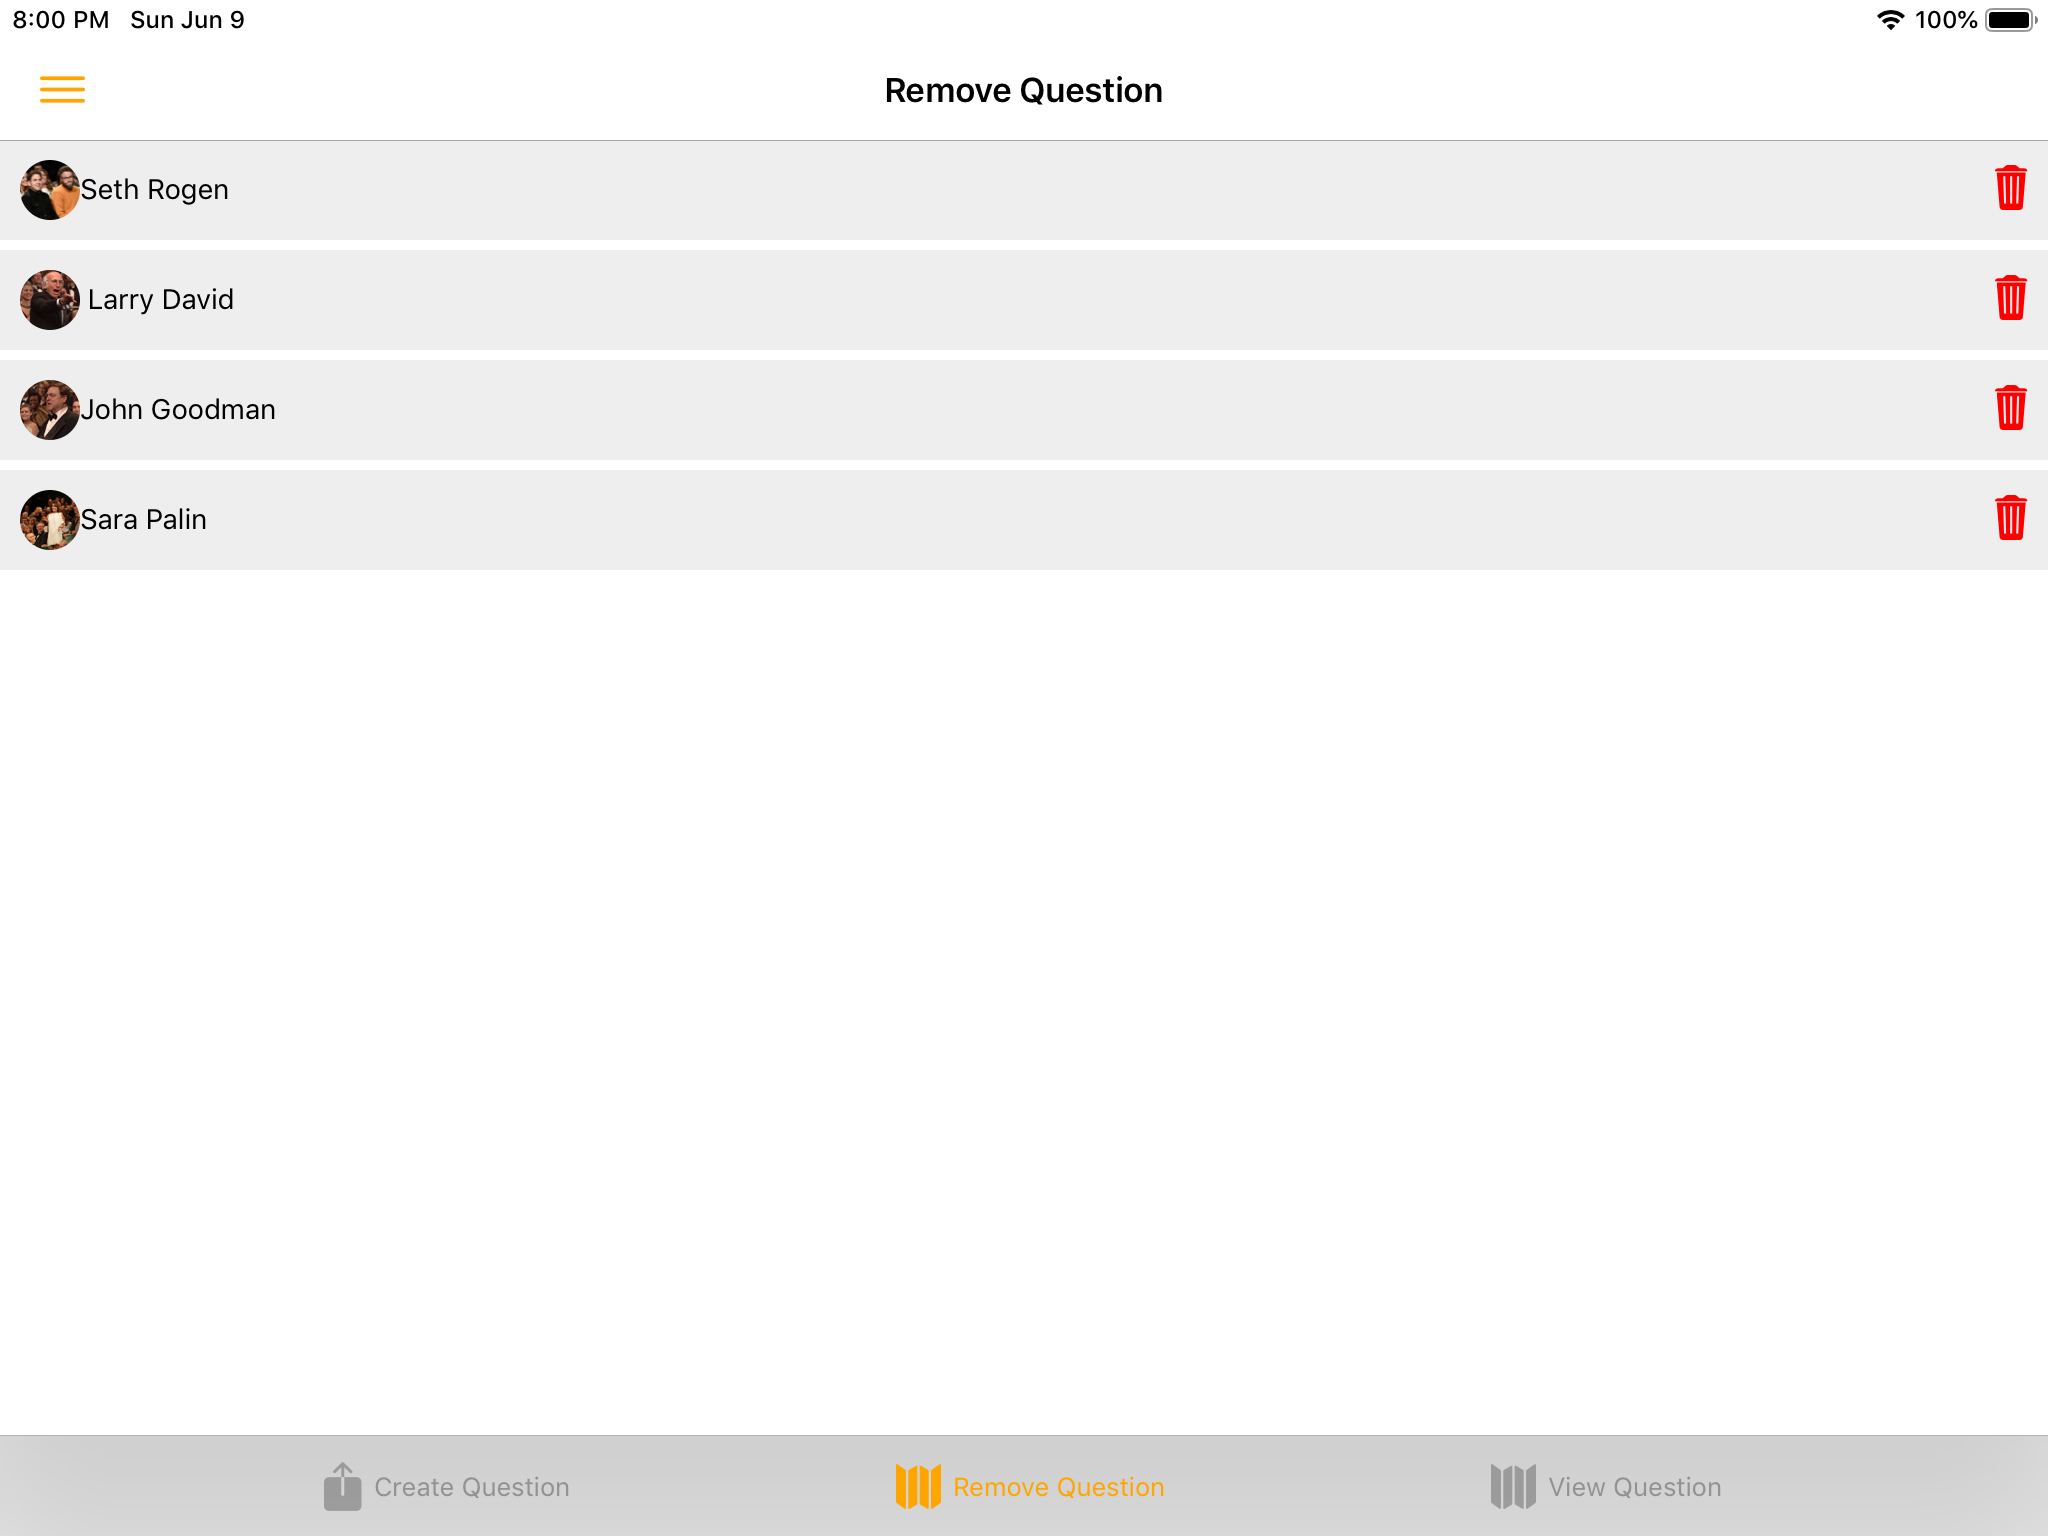 8:00 PM Sun Jun 9 100%
Remove Question
Seth Rogen
Larry David
John Goodman
Sara Palin
Create Question Remove Question View Question